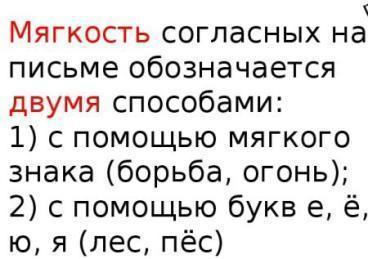 Мягкость согласных на
письме обозначается
двумя способами:
1) с помощью мягкого
знака (борьба, огонь);
2) с помощью букв е, ё,
ю, я (лес, пёс)